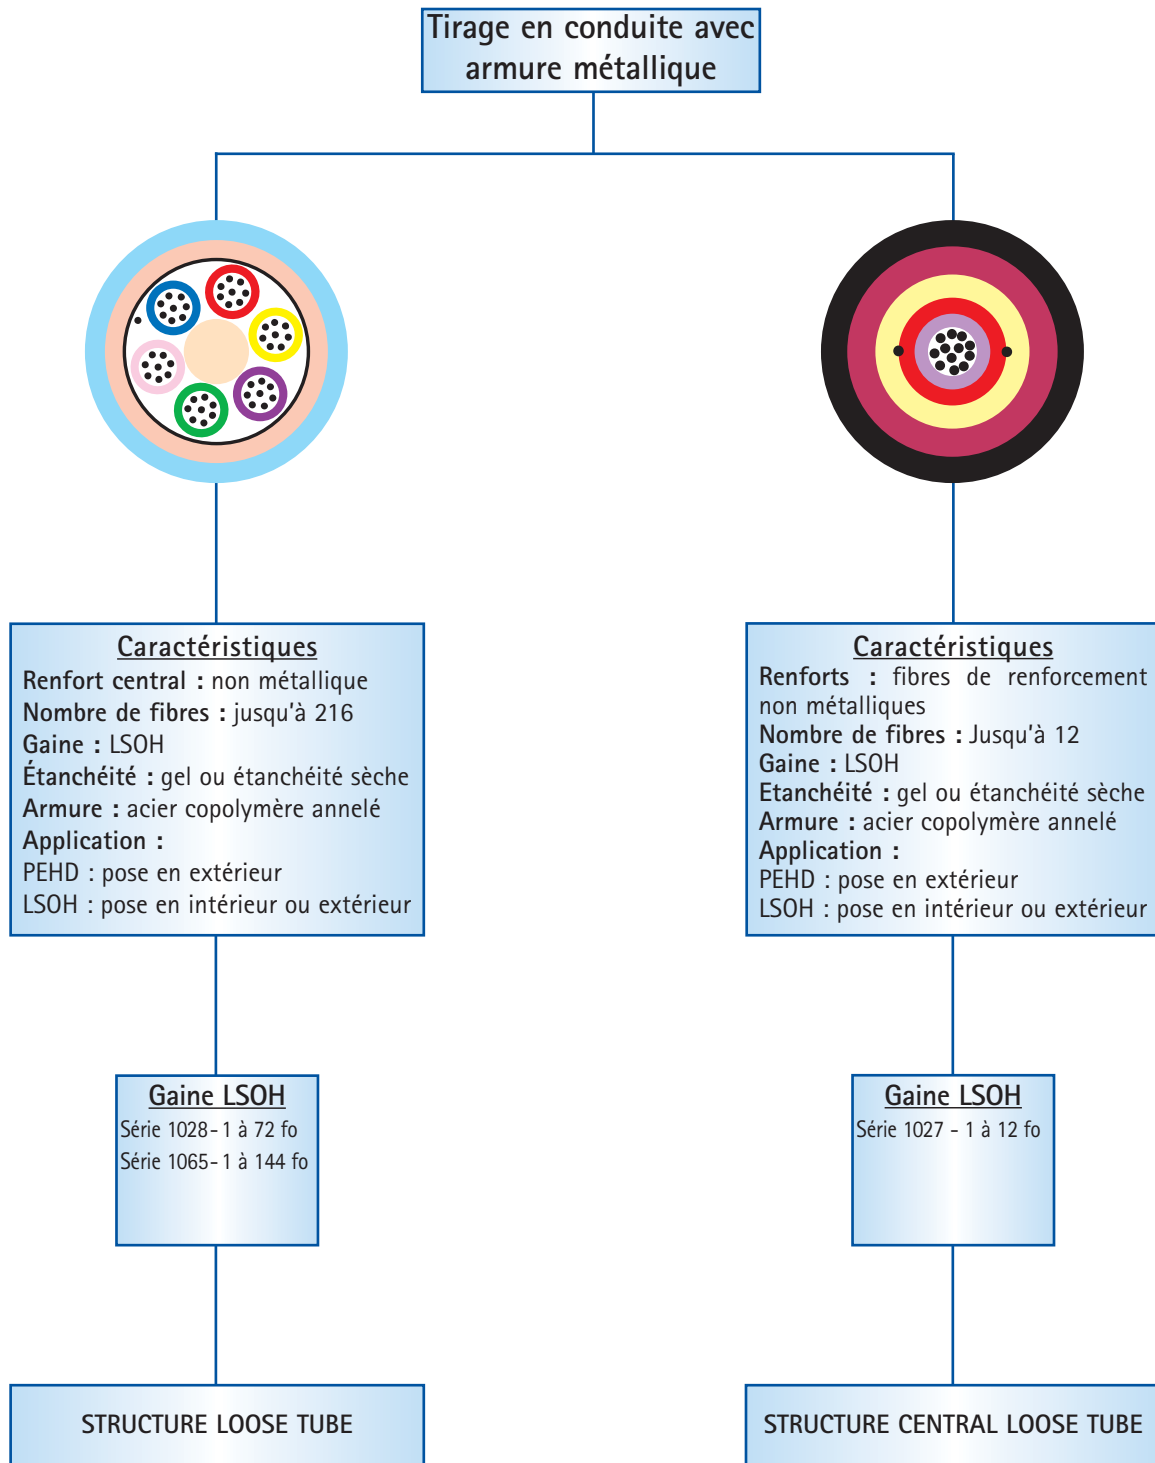 Tirage en conduite avec
armure métallique
Caractéristiques
Renfort central : non métallique
Nombre de fibres : jusqu'à 216
Gaine : LSOH
Étanchéité : gel ou étanchéité sèche
Armure : acier copolymère annelé
Application :
PEHD : pose en extérieur
LSOH : pose en intérieur ou extérieur
Gaine LSOH
Série 1028-1 à 72 fo
Série 1065-1 à 144 fo
STRUCTURE LOOSE TUBE
Caractéristiques
Renforts : fibres de renforcement
non métalliques
Nombre de fibres : Jusqu'à 12
Gaine : LSOH
Etanchéité : gel ou étanchéité sèche
Armure : acier copolymère annelé
Application :
PEHD : pose en extérieur
LSOH : pose en intérieur ou extérieur
Gaine LSOH
Série 1027 - 1 à 12 fo
STRUCTURE CENTRAL LOOSE TUBE